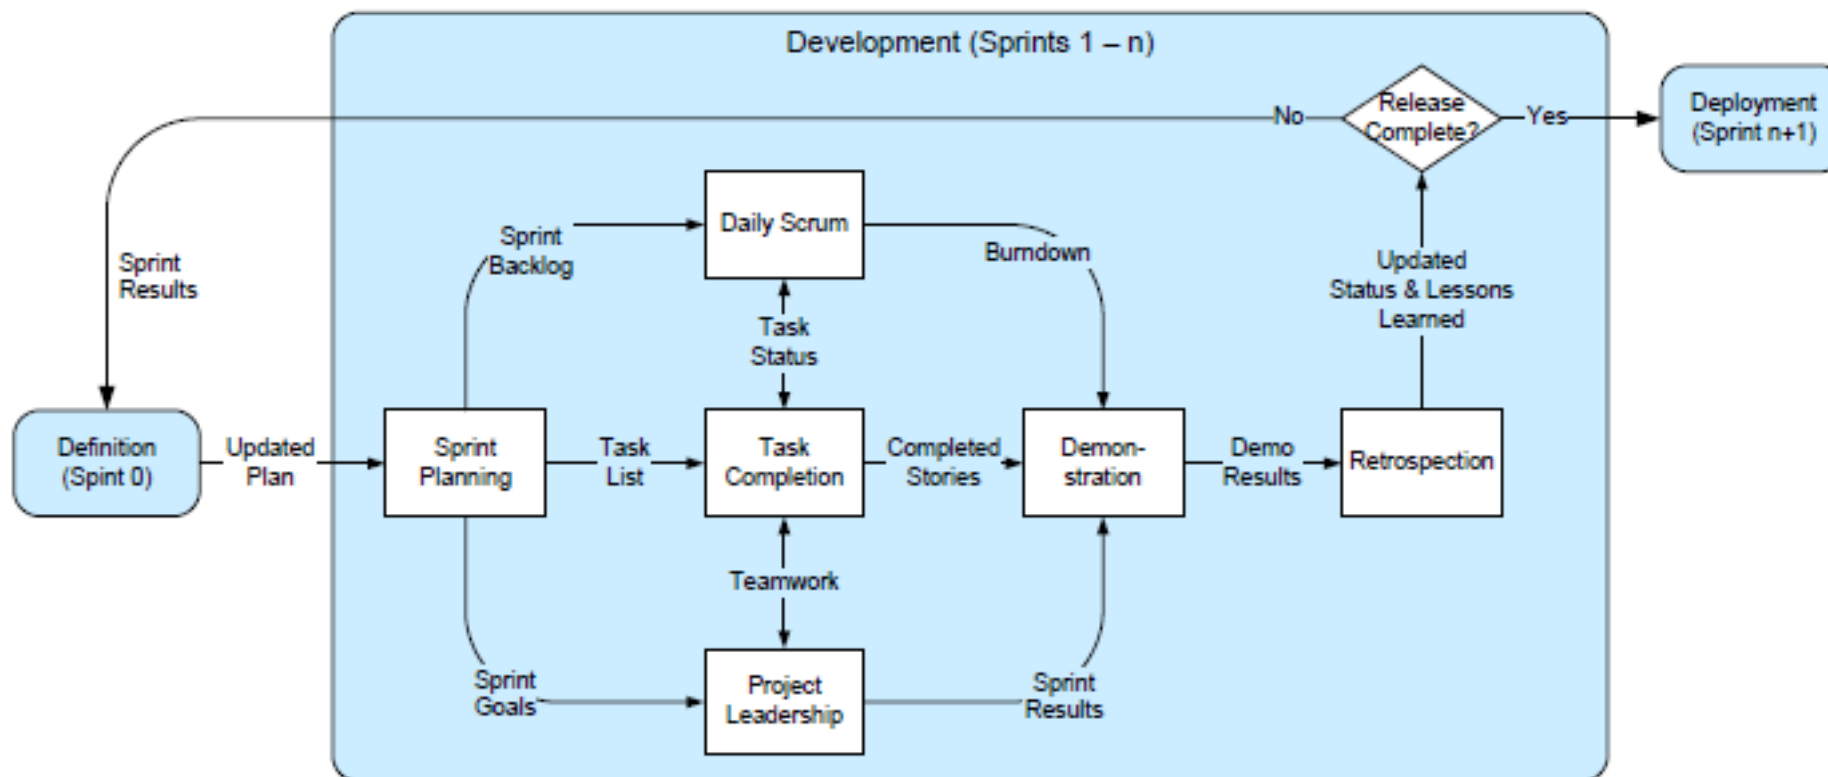 Development (Sprints 1 – n)
Release
Complete?
No
Yes
Deployment
(Sprint n+1)
Sprint
Results
Sprint
Backlog
Daily Scrum
Burndown
Updated
Status & Lessons
Learned
Task
Status
Definition
(Spint 0)
Updated
Plan
Sprint
Planning
Task
List
Task
Completion
Completed
Stories
Demon-
stration
Demo
Results
Retrospection
Teamwork
Sprint
Goals
Project
Leadership
Sprint
Results